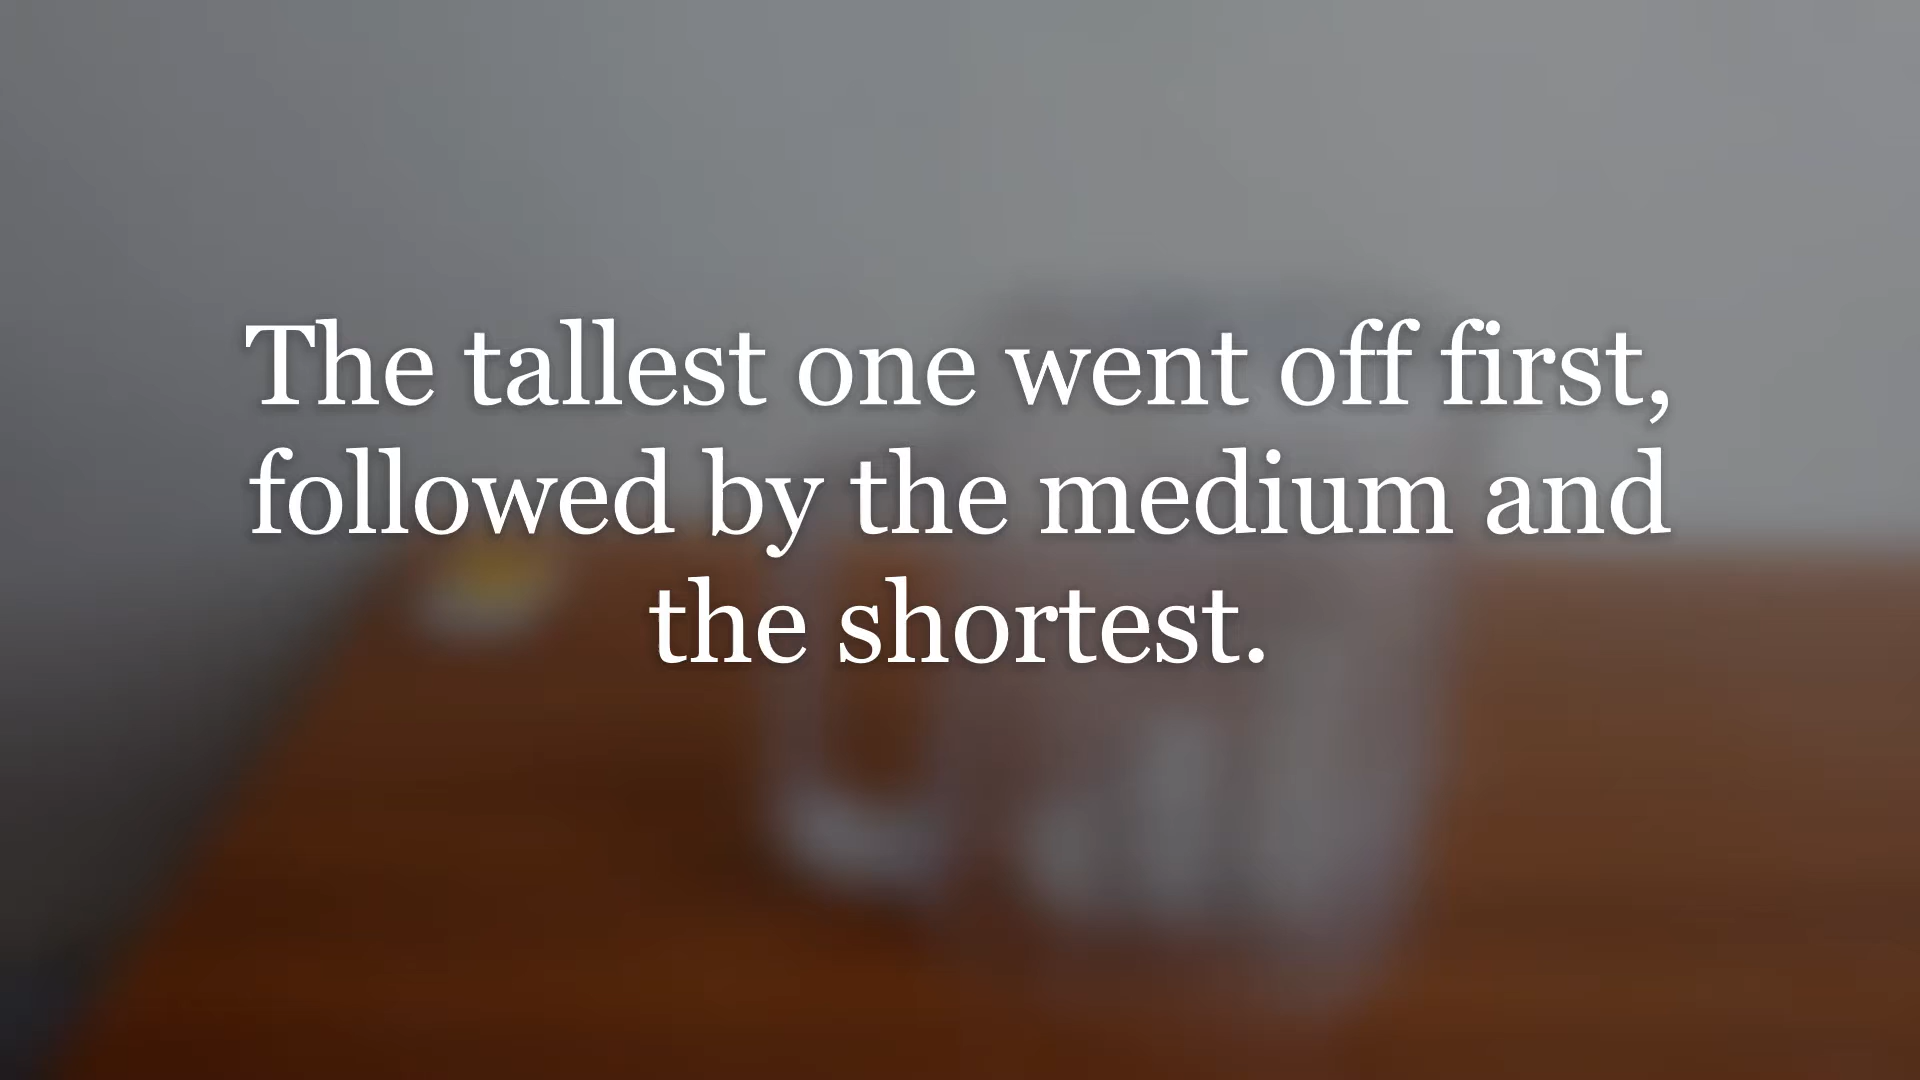 The tallest one went off first,
followed by the medium and
the shortest.